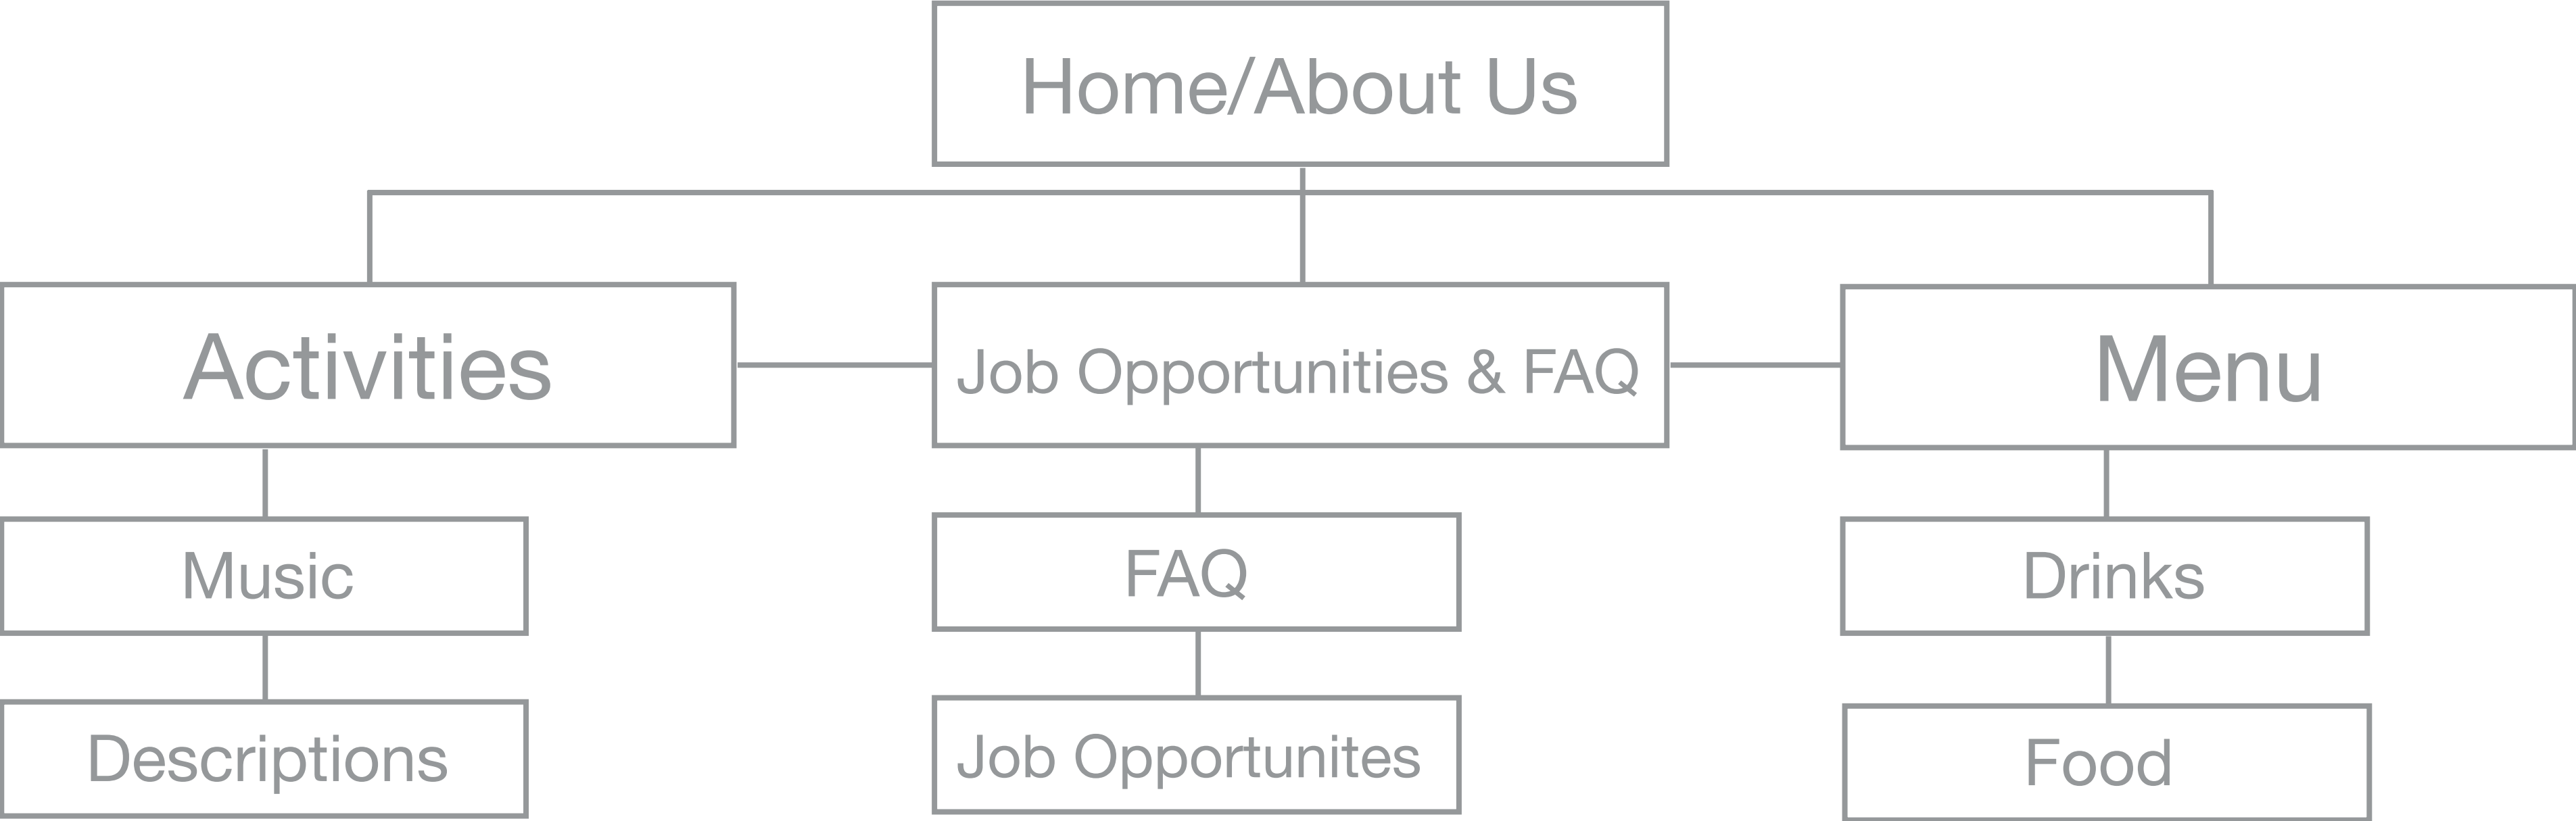 Home/About Us
Activities
Job Opportunities & FAQ
Menu
Music
FAQ
Drinks
Descriptions
Job Opportunites
Food